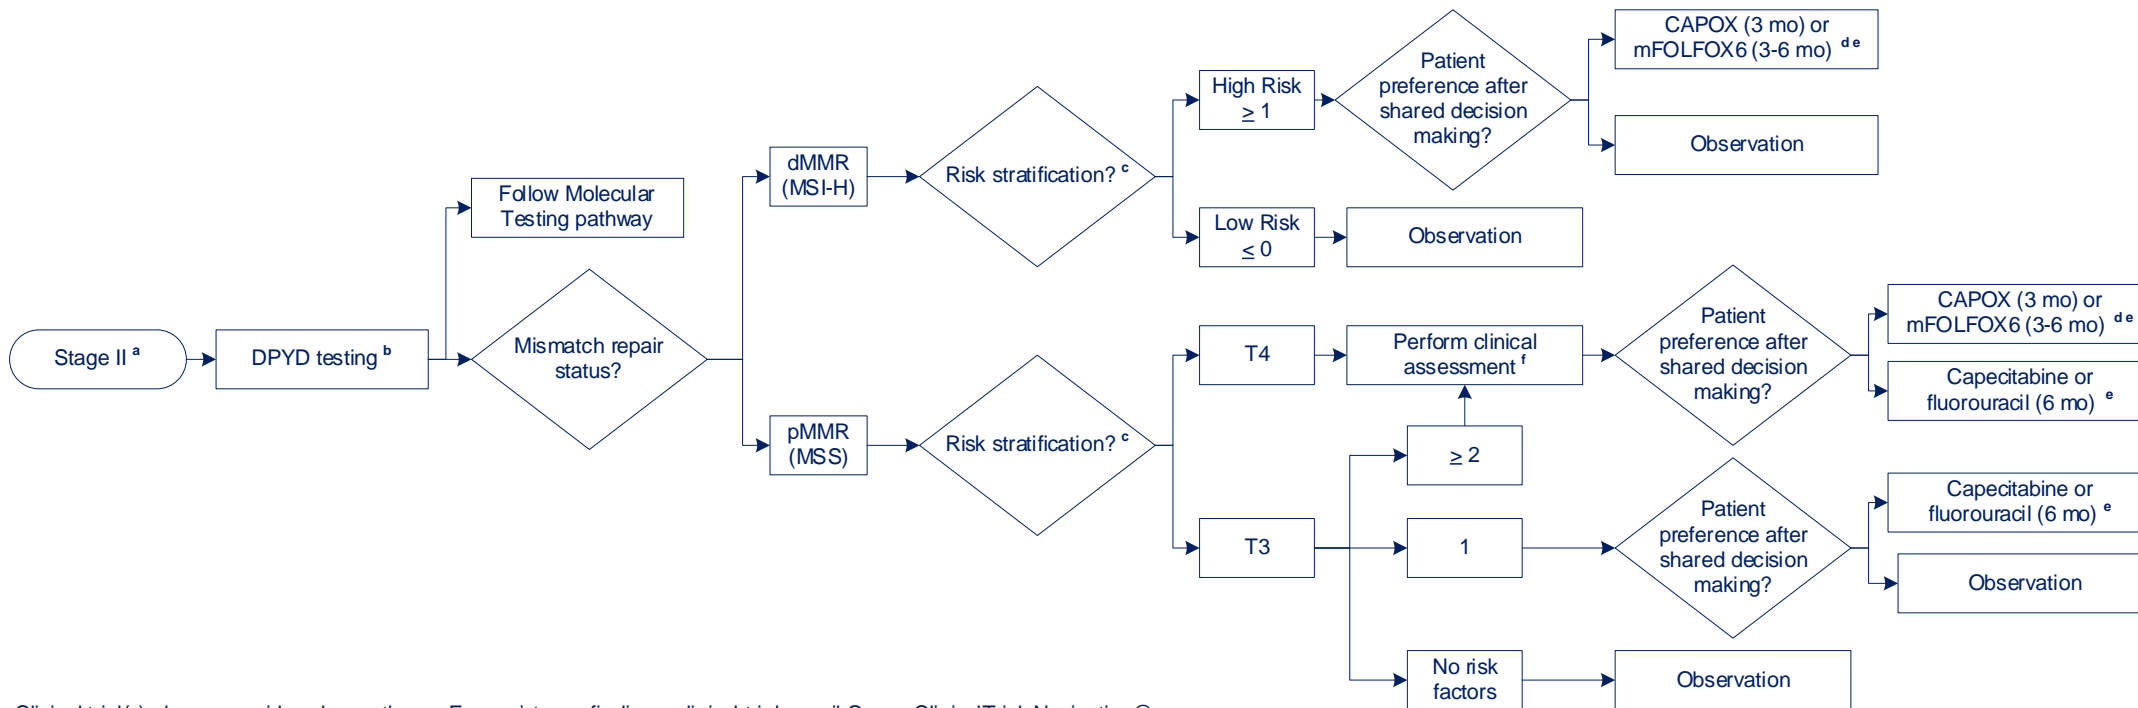 Stage II a
DPYD testing b
Follow Molecular
Testing pathway
Mismatch repair
status?
dMMR
(MSI-H)
Risk stratification? c
High Risk
≥ 1
Patient
preference after
shared decision
making?
CAPOX (3 mo) or
mFOLFOX6 (3-6 mo) d e
Observation
Low Risk
≤ 0
Observation
pMMR
(MSS)
Risk stratification? c
T4
Perform clinical
assessment f
Patient
preference after
shared decision
making?
CAPOX (3 mo) or
mFOLFOX6 (3-6 mo) d e
Capecitabine or
fluorouracil (6 mo) e
T3
≥ 2
1
Patient
preference after
shared decision
making?
Capecitabine or
fluorouracil (6 mo) e
Observation
No risk
factors
Observation